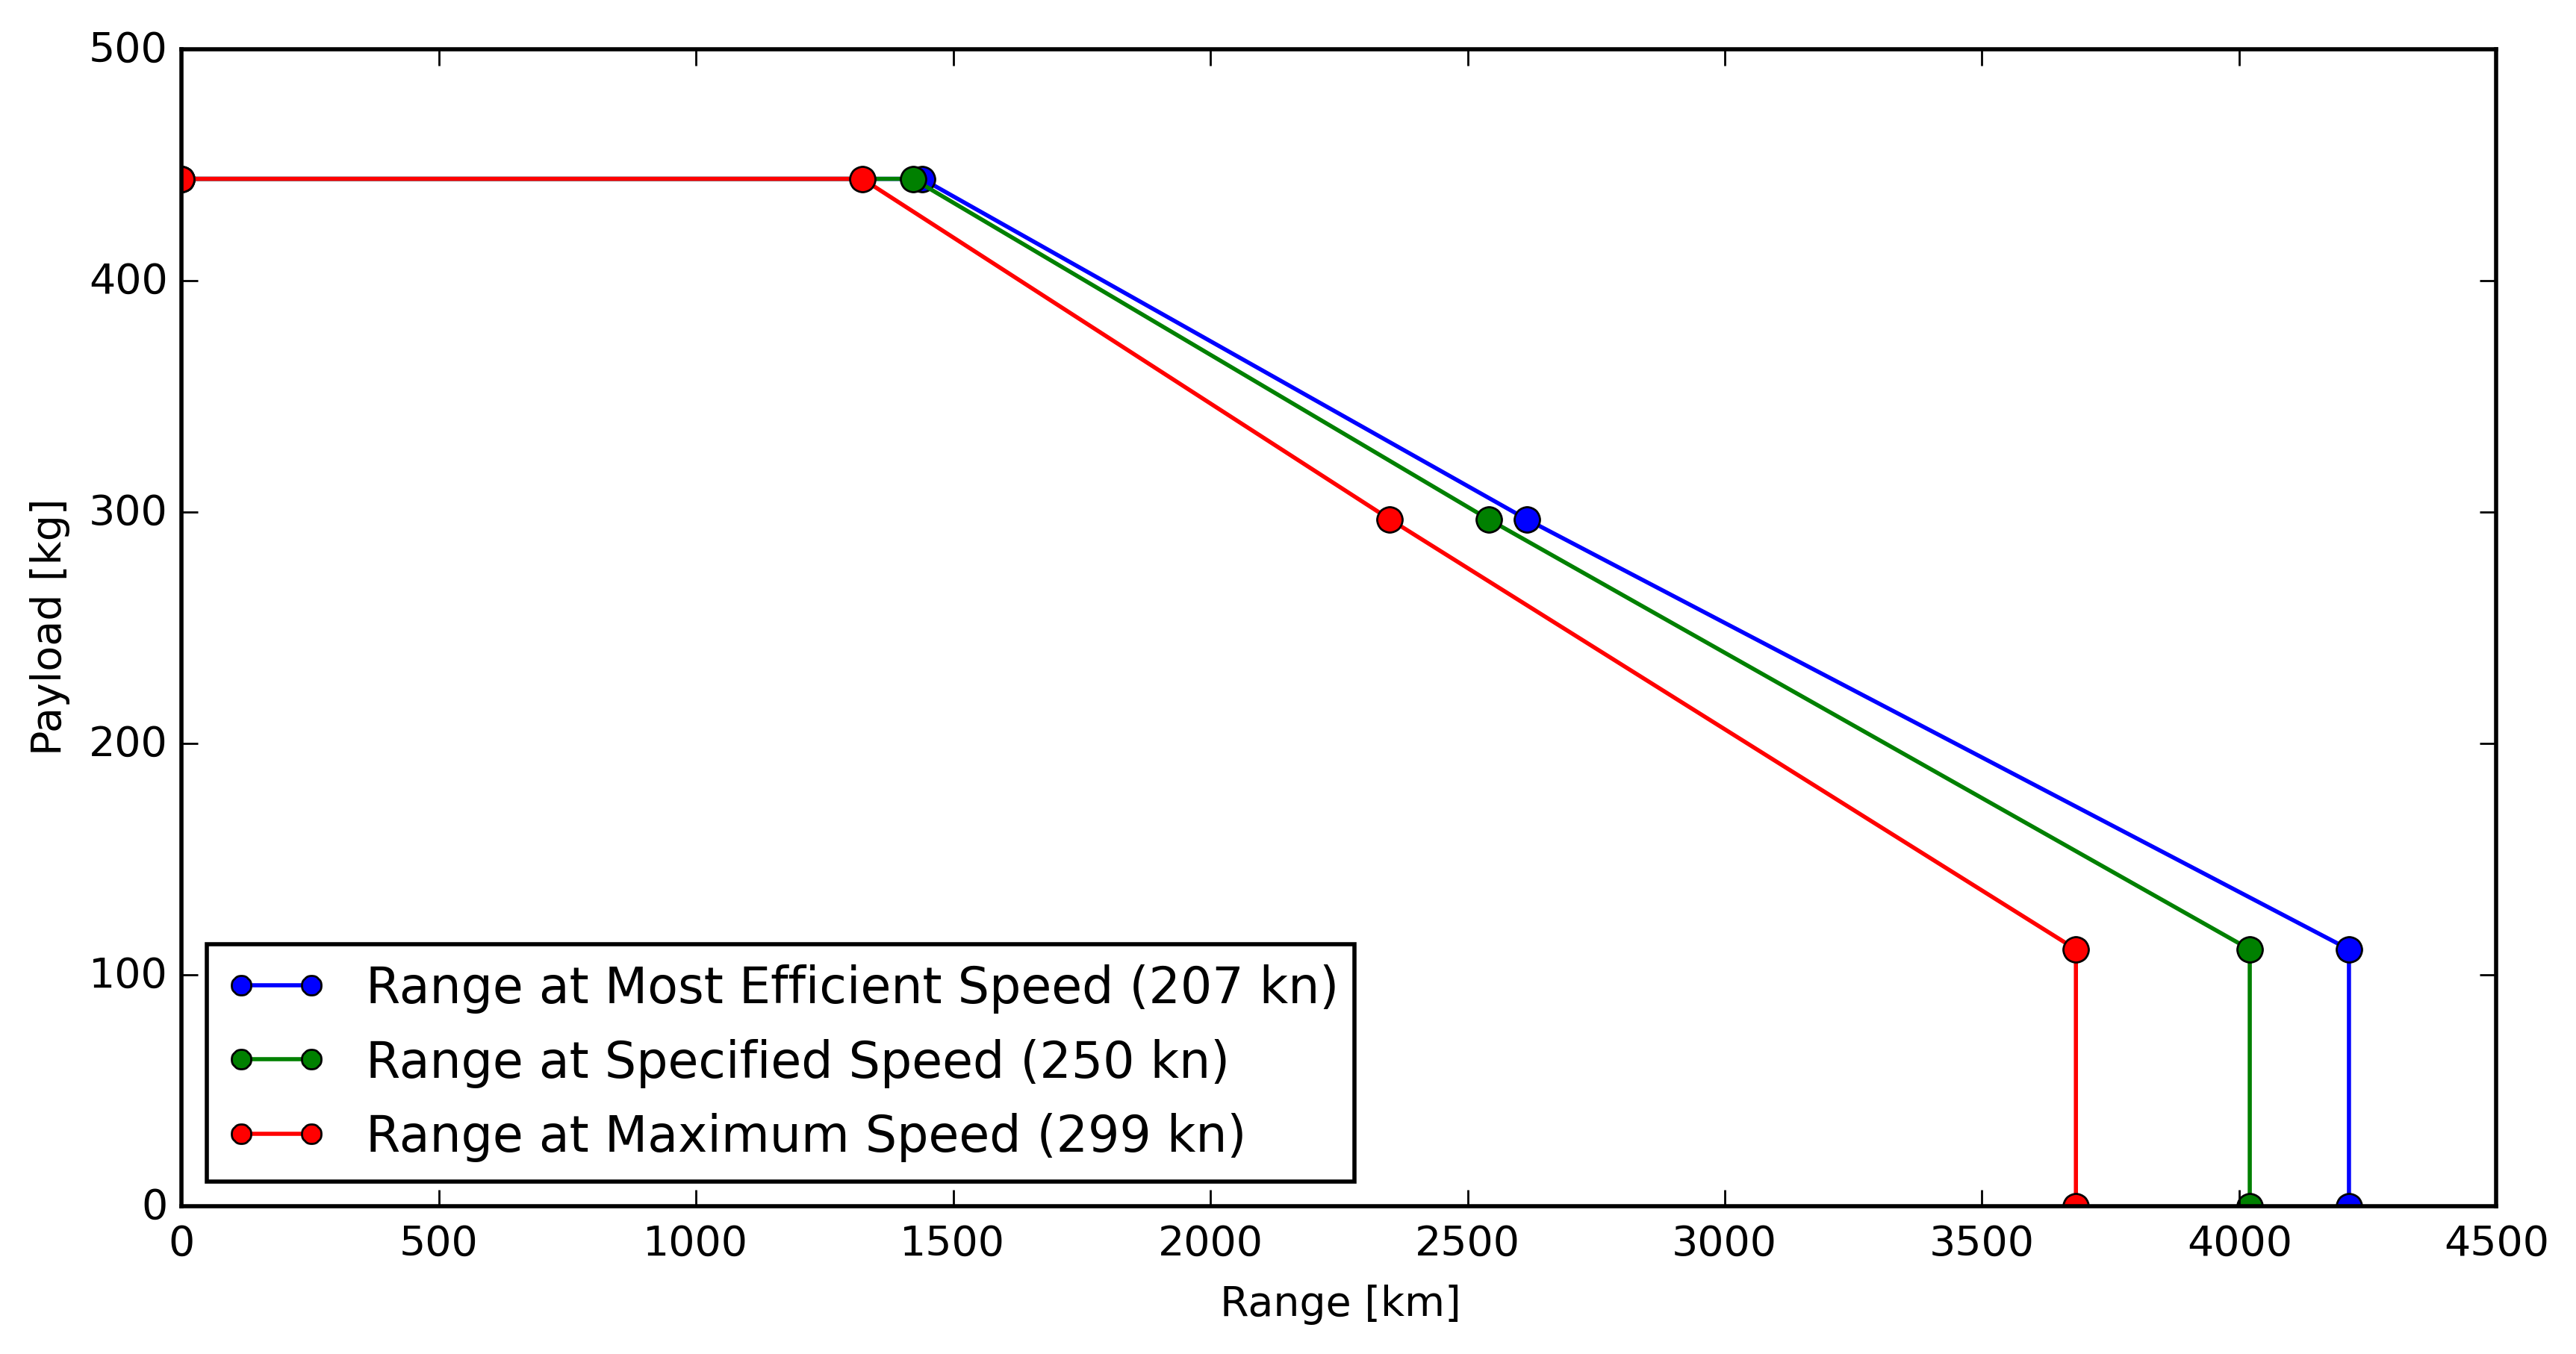 500
400
300
200
100
0
Payload [kg]
Range at Most Efficient Speed (207 kn)
Range at Specified Speed (250 kn)
Range at Maximum Speed (299 kn)
0 500 1000 1500 2000 2500 3000 3500 4000 4500
Range [km]